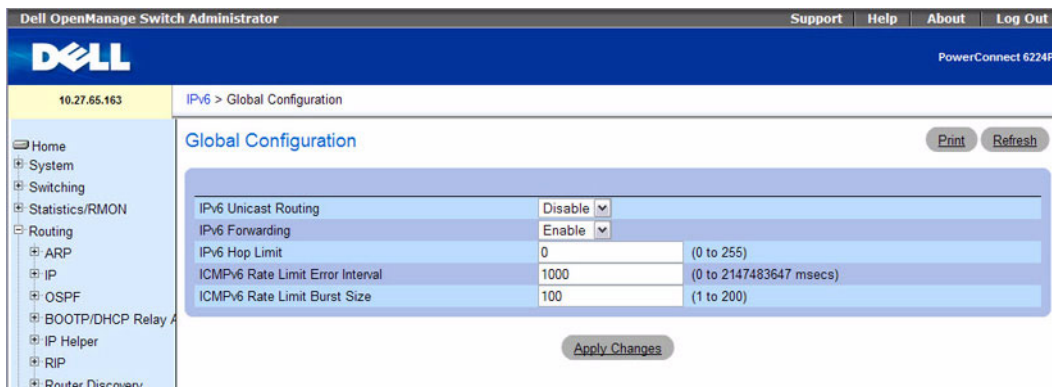 Dell OpenManage Switch Administrator
Support Help About Log Out
DELL
PowerConnect 6224P
10.27.65.163
IPv6 > Global Configuration
Home
System
Switching
Statistics/RMON
Routing
ARP
IP
OSPF
BOOTP/DHCP Relay A
IP Helper
RIP
Router Discovery
Global Configuration
Print Refresh
IPv6 Unicast Routing Disable
IPv6 Forwarding Enable
IPv6 Hop Limit 0 (0 to 255)
ICMPv6 Rate Limit Error Interval 1000 (0 to 2147483647 msecs)
ICMPv6 Rate Limit Burst Size 100 (1 to 200)
Apply Changes